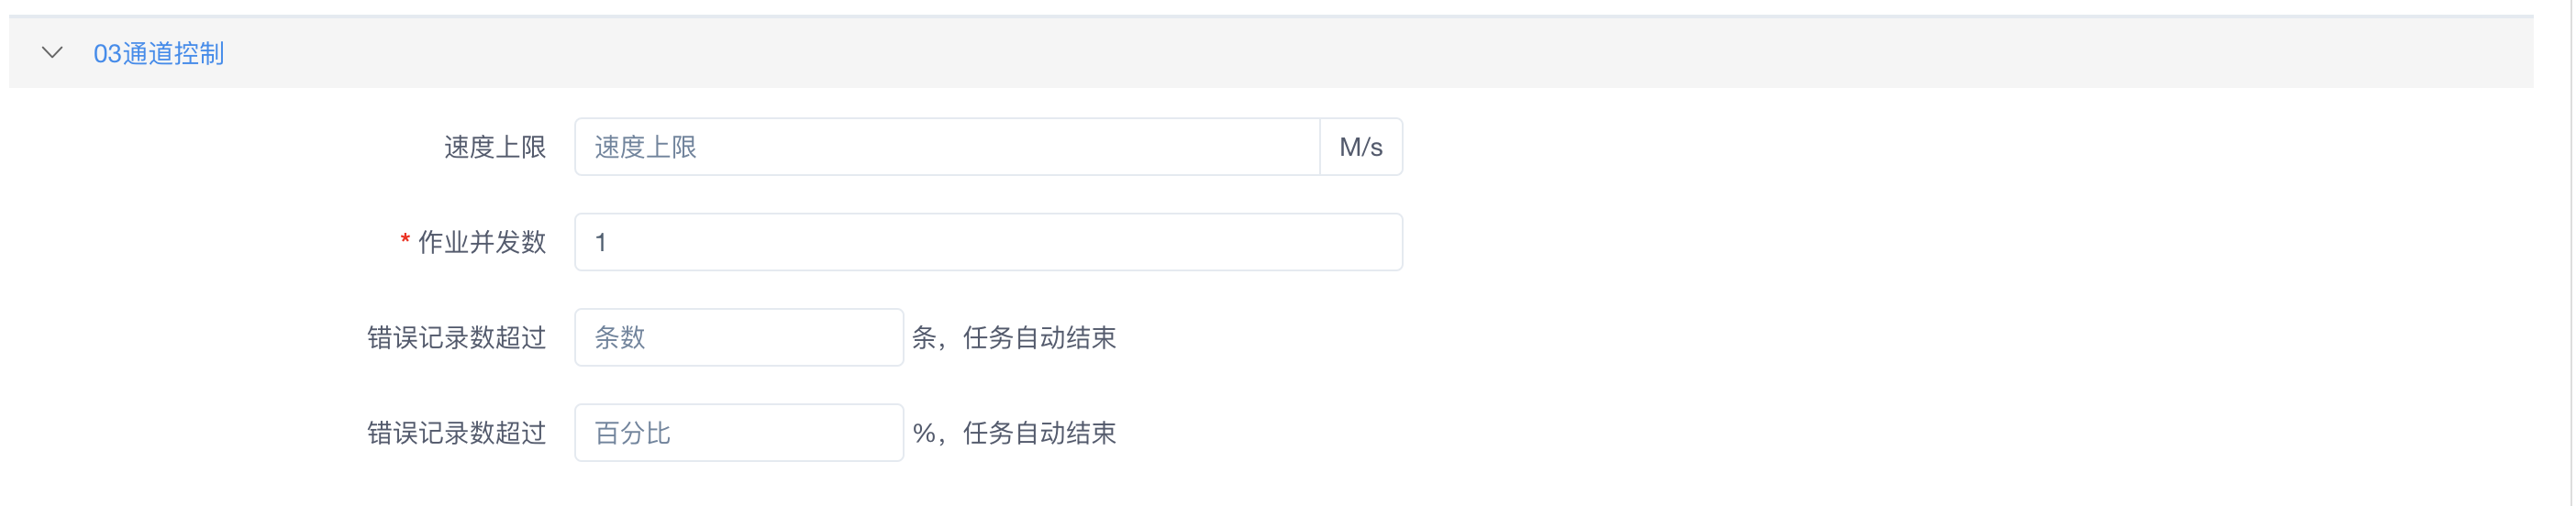 03通道控制
速度上限 速度上限 M/s
* 作业并发数 1
错误记录数超过 条数 条，任务自动结束
错误记录数超过 百分比 %，任务自动结束